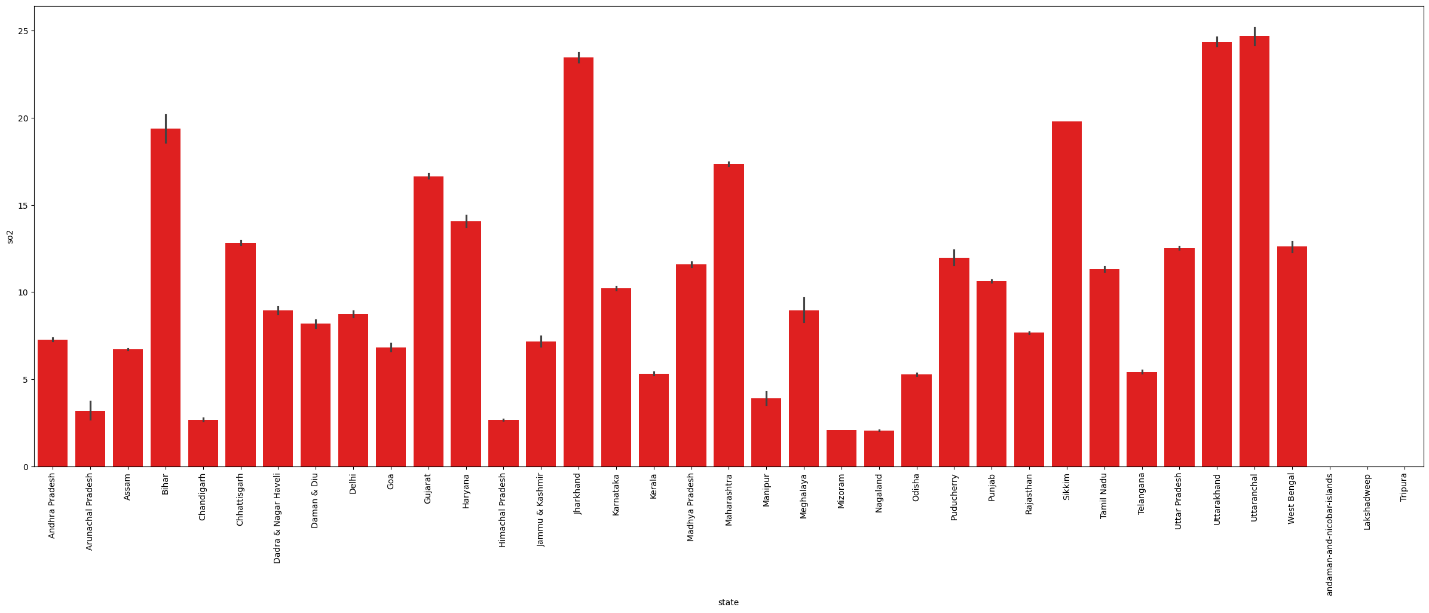 25
20
15
10
5
0
so2
Andhra Pradesh
Arunachal Pradesh
Assam
Bihar
Chandigarh
Chhattisgarh
Dadra & Nagar Haveli
Daman & Diu
Delhi
Goa
Gujarat
Haryana
Himachal Pradesh
Jammu & Kashmir
Jharkhand
Karnataka
Kerala
Madhya Pradesh
Maharashtra
Manipur
Meghalaya
Mizoram
Nagaland
Odisha
Puducherry
Punjab
Rajasthan
Sikkim
Tamil Nadu
Telangana
Uttar Pradesh
Uttarakhand
Uttaranchal
West Bengal
andaman-and-nicobar-islands
Lakshadweep
Tripura
state